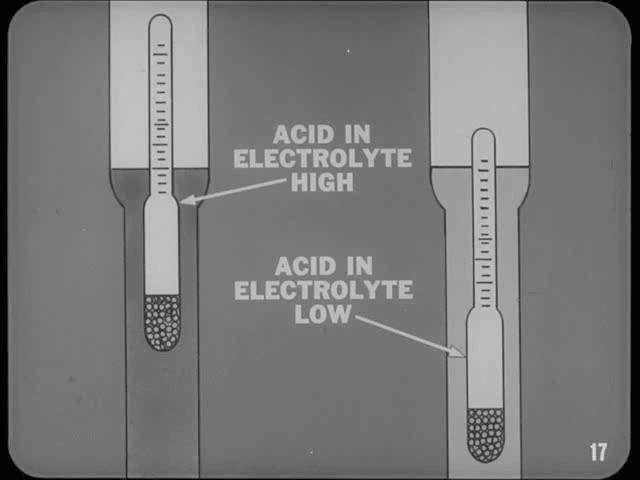 ACID IN
ELECTROLYTE
HIGH
ACID IN
ELECTROLYTE
LOW
17